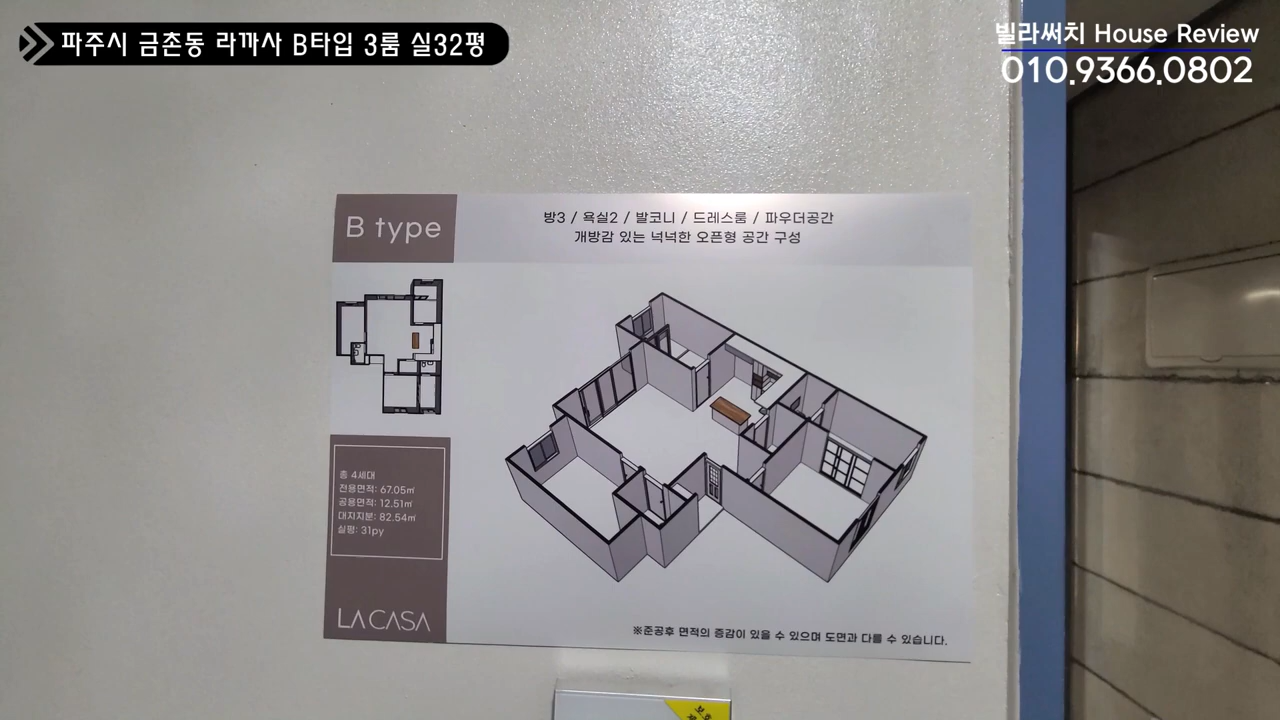 파주시 금촌동 라까사 B타입 3룸 실32평
빌라써치 House Review
010.9366.0802
B type
방3 / 욕실2 / 발코니 / 드레스룸 / 파우더공간
개방감 있는 넉넉한 오픈형 공간 구성
총 4세대
전용면적: 67.05㎡
공용면적: 12.51㎡
대지지분: 82.54㎡
실평: 31py
LA CASA
※준공후 면적의 증감이 있을 수 있으며 도면과 다를 수 있습니다.